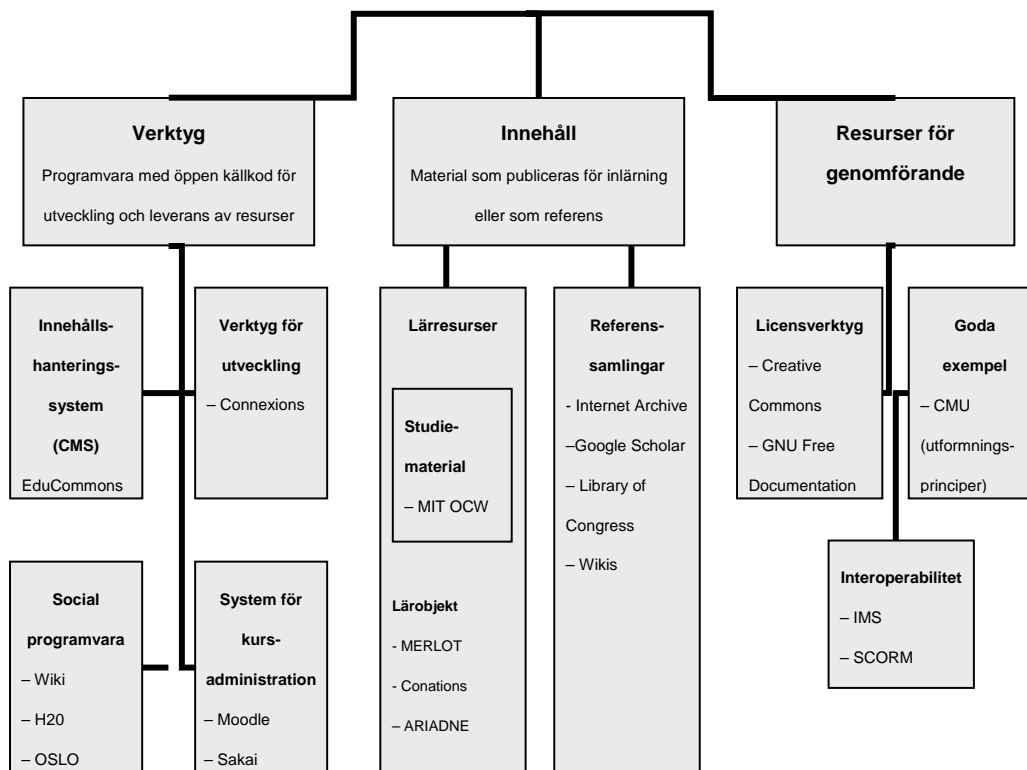 Verktyg
Programvara med öppen källkod för
utveckling och leverans av resurser
Innehåll
Material som publiceras för inlärning
eller som referens
Resurser för
genomförande
Innehålls-
hanterings-
system
(CMS)
EduCommons
Verktyg för
utveckling
– Connexions
Social
programvara
– Wiki
– H20
– OSLO
System för
kurs-
administration
– Moodle
– Sakai
Lärresurser
Studie-
material
– MIT OCW
Lärobjekt
- MERLOT
- Conations
– ARIADNE
Referens-
samlingar
- Internet Archive
–Google Scholar
– Library of
Congress
– Wikis
Licensverktyg
– Creative
Commons
– GNU Free
Documentation
Goda
exempel
– CMU
(utformnings-
principer)
Interoperabilitet
– IMS
– SCORM